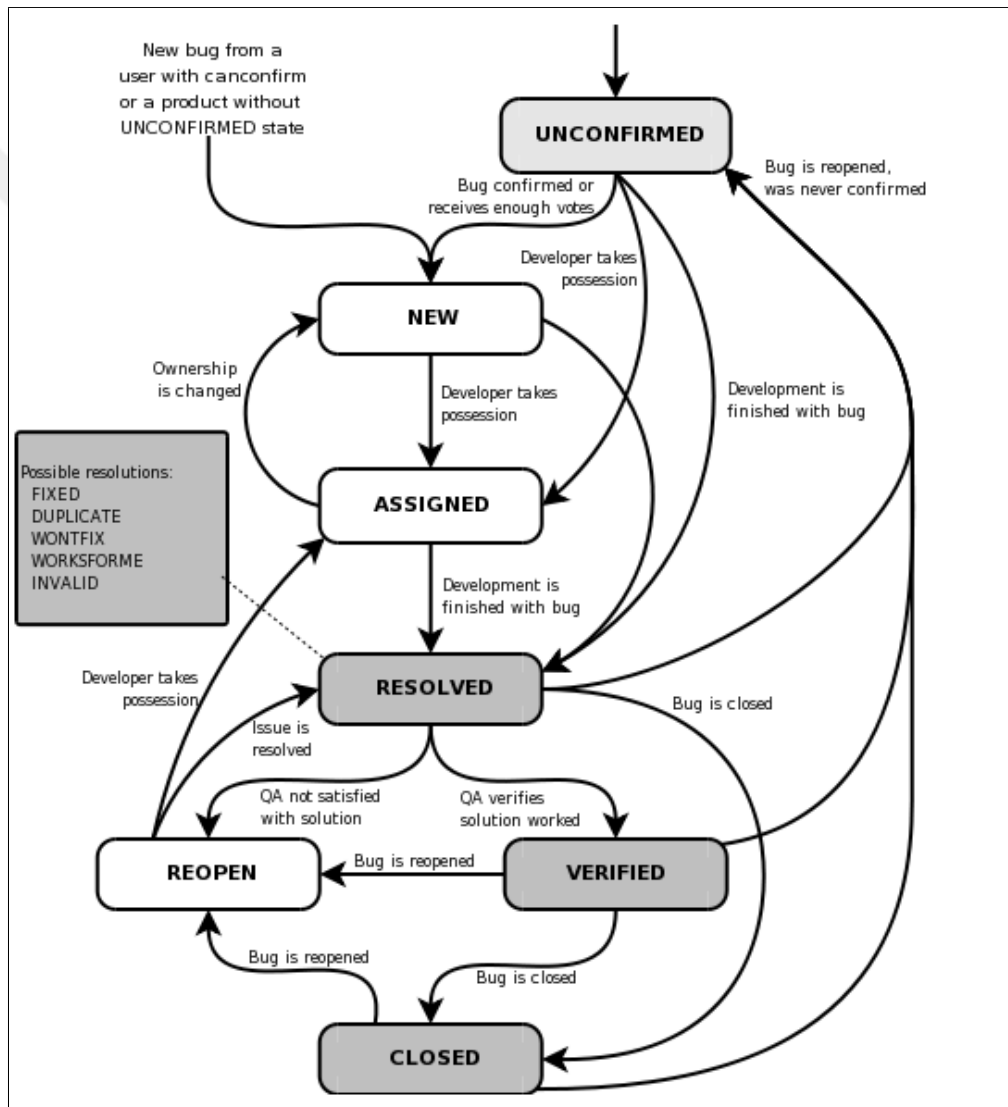 New bug from a
user with canconfirm
or a product without
UNCONFIRMED state
UNCONFIRMED
Bug is reopened,
was never confirmed
Bug confirmed or
receives enough votes
Developer takes
possession
NEW
Ownership
is changed
Developer takes
possession
Development is
finished with bug
Possible resolutions:
FIXED
DUPLICATE
WONTFIX
WORKSFORME
INVALID
ASSIGNED
Development is
finished with bug
RESOLVED
Developer takes
possession
Bug is closed
Issue is
resolved
QA not satisfied
with solution
QA verifies
solution worked
REOPEN
Bug is reopened
VERIFIED
Bug is reopened
Bug is closed
CLOSED